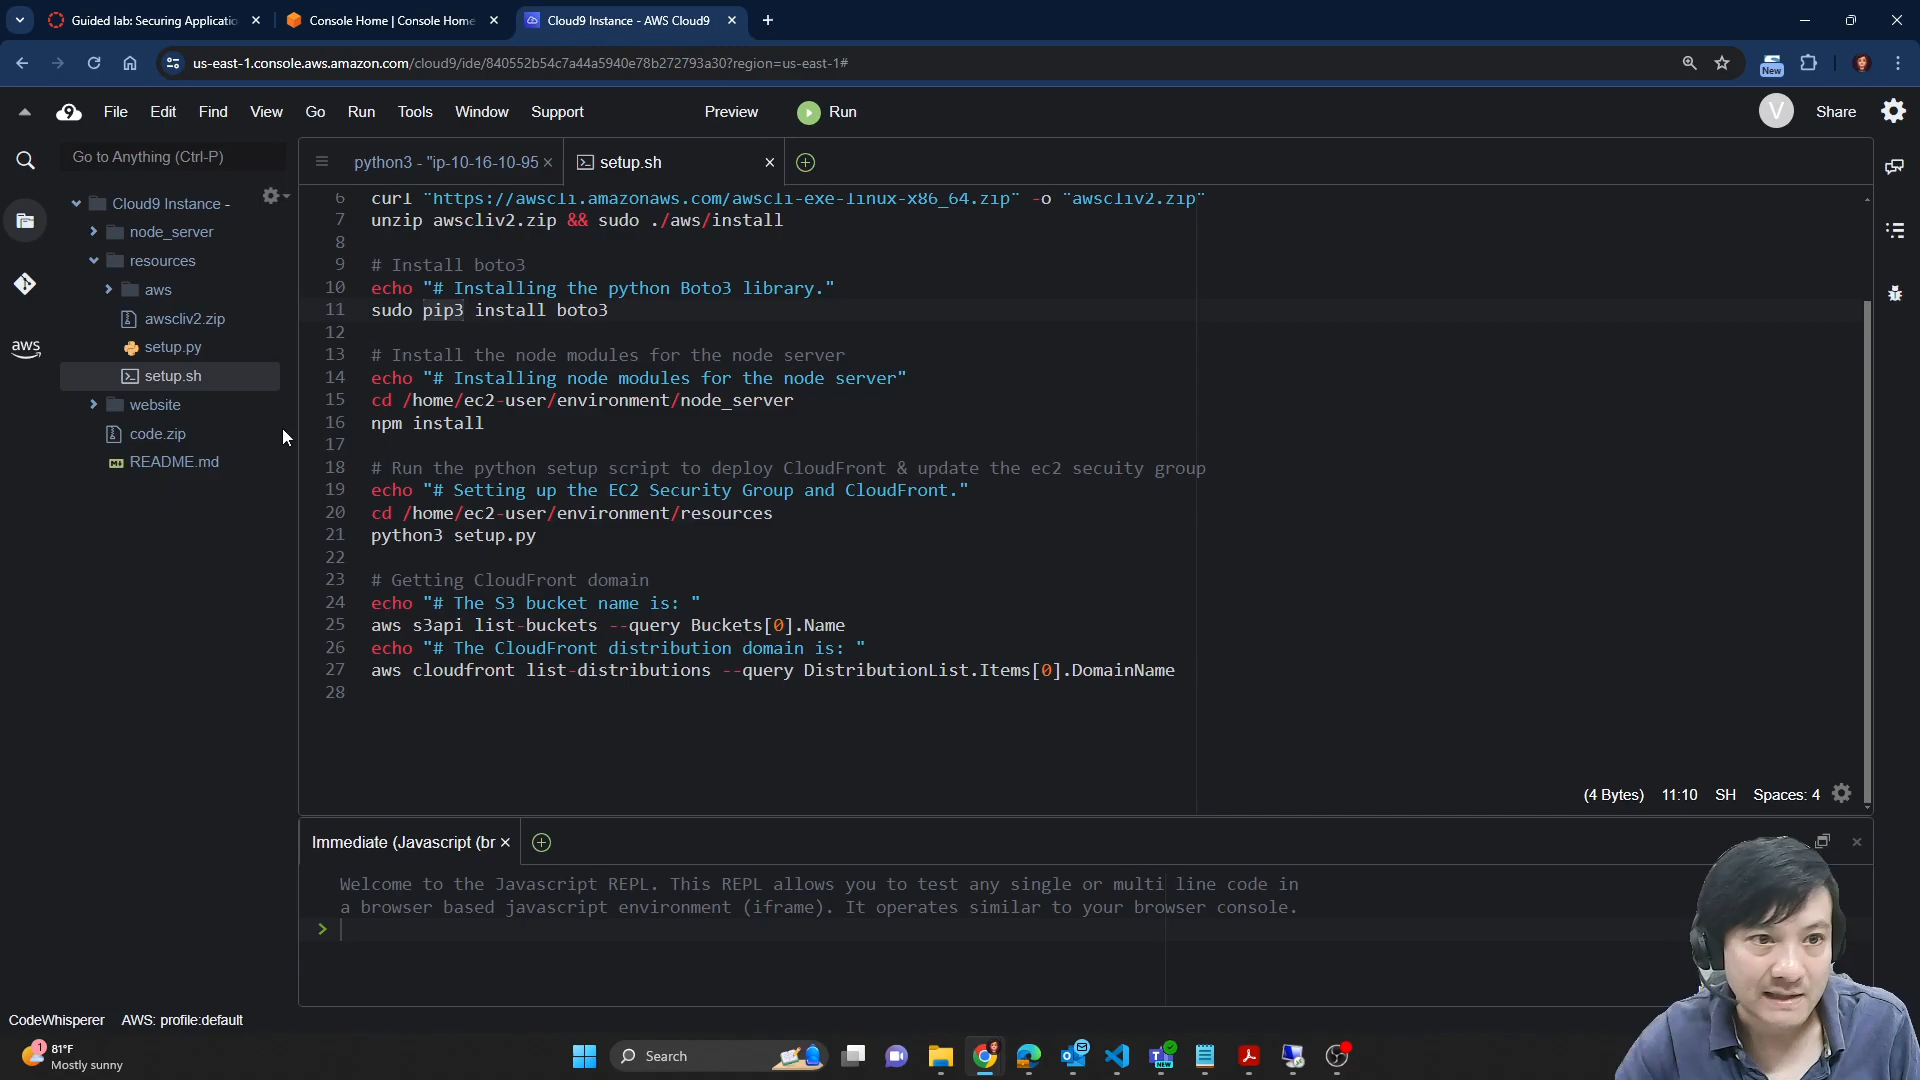 Guided lab: Securing Applicatio
Console Home | Console Home
Cloud9 Instance - AWS Cloud9
us-east-1.console.aws.amazon.com/cloud9/ide/840552b54c7a44a5940e78b272793a30?region=us-east-1#
New
File Edit Find View Go Run Tools Window Support Preview Run
V Share
Go to Anything (Ctrl-P)
Cloud9 Instance -
node_server
resources
aws
awscliv2.zip
setup.py
setup.sh
website
code.zip
README.md
aws
python3 - "ip-10-16-10-95
setup.sh
6 curl "https://awscli.amazonaws.com/awscli-exe-linux-x86_64.zip" -o "awscliv2.zip"
7 unzip awscliv2.zip && sudo ./aws/install
8
9 # Install boto3
10 echo "# Installing the python Boto3 library."
11 sudo pip3 install boto3
12
13 # Install the node modules for the node server
14 echo "# Installing node modules for the node server"
15 cd /home/ec2-user/environment/node_server
16 npm install
17
18 # Run the python setup script to deploy CloudFront & update the ec2 secuity group
19 echo "# Setting up the EC2 Security Group and CloudFront."
20 cd /home/ec2-user/environment/resources
21 python3 setup.py
22
23 # Getting CloudFront domain
24 echo "# The S3 bucket name is: "
25 aws s3api list-buckets --query Buckets[0].Name
26 echo "# The CloudFront distribution domain is: "
27 aws cloudfront list-distributions --query DistributionList.Items[0].DomainName
28
(4 Bytes) 11:10 SH Spaces: 4
Immediate (Javascript (br
Welcome to the Javascript REPL. This REPL allows you to test any single or multi line code in
a browser based javascript environment (iframe). It operates similar to your browser console.
>
CodeWhisperer AWS: profile:default
1
81°F
Mostly sunny
Search
NEW